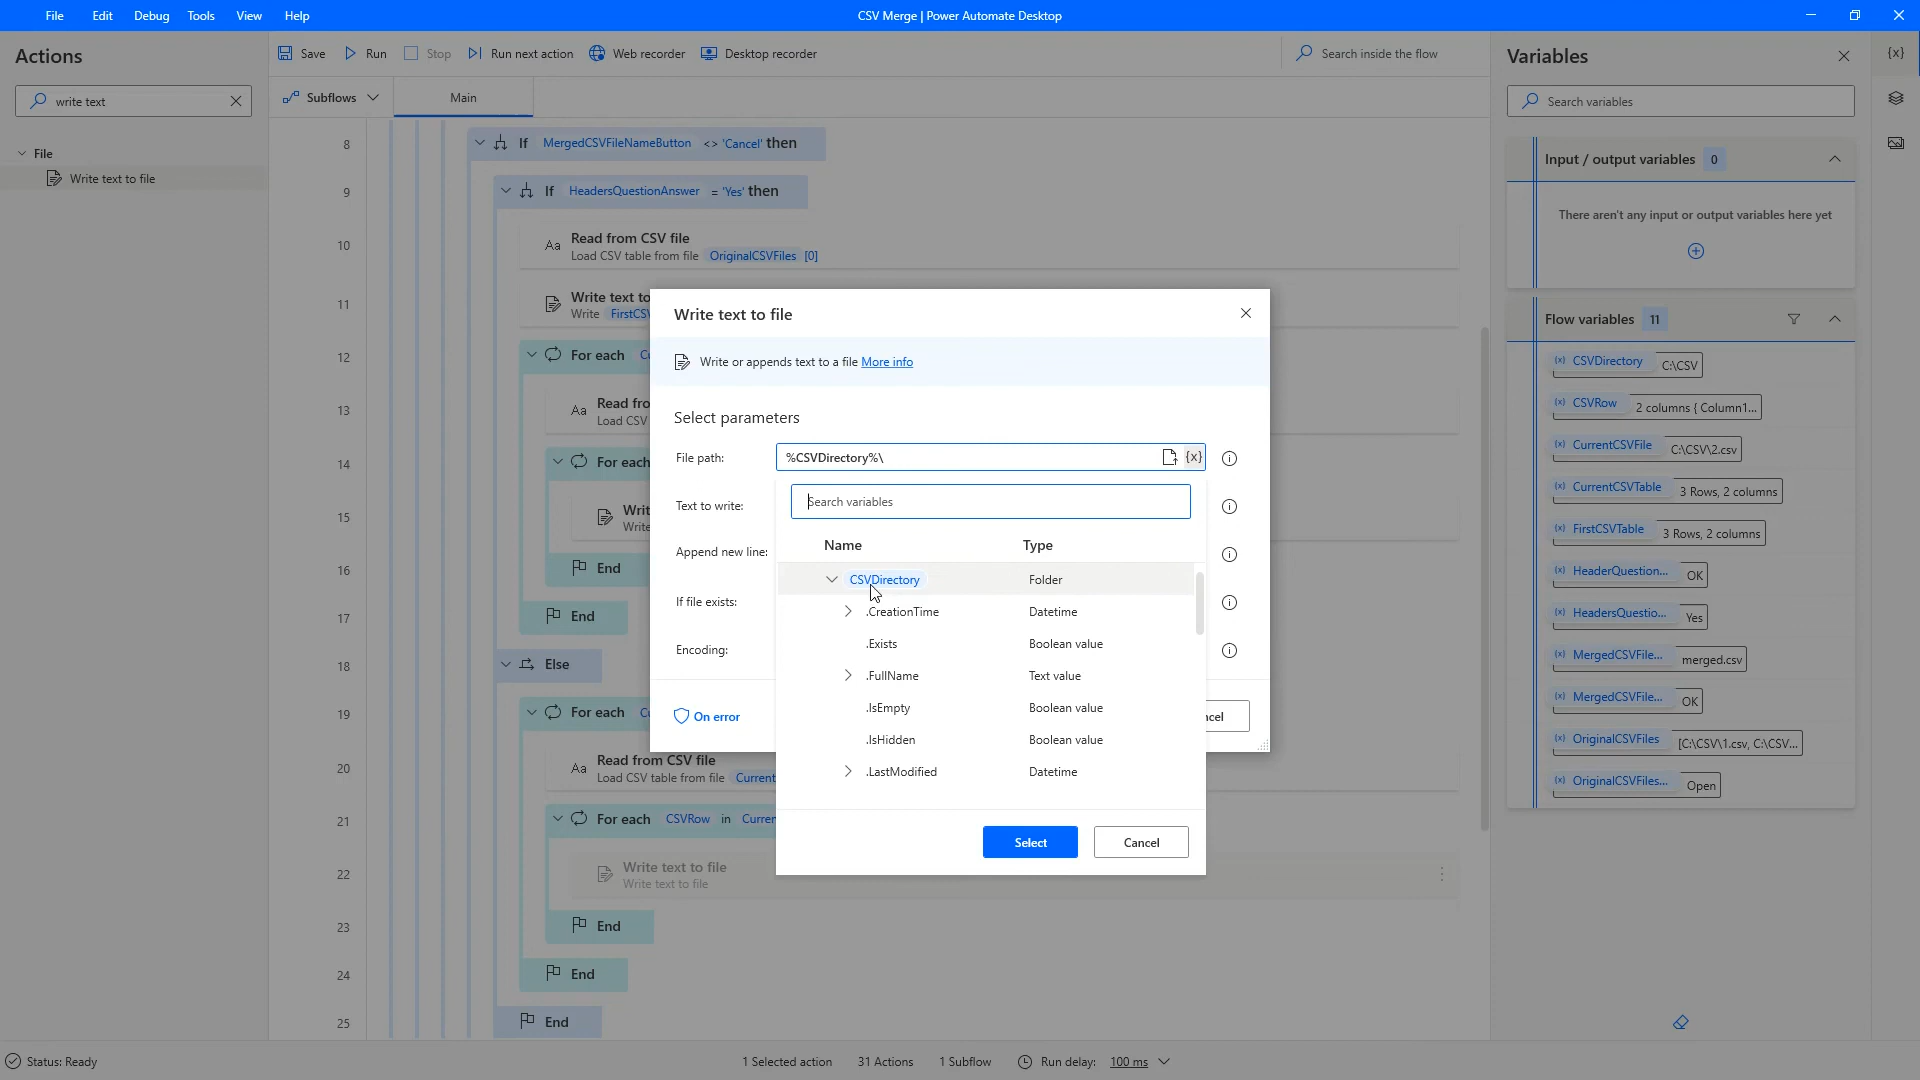 File Edit Debug Tools View Help
CSV Merge | Power Automate Desktop
Actions
write text
File
Write text to file
Save Run Stop Run next action Web recorder Desktop recorder
Search inside the flow
Subflows
Main
8 If MergedCSVFileNameButton <> 'Cancel' then
9 If HeadersQuestionAnswer = 'Yes' then
10 Read from CSV file
Load CSV table from file OriginalCSVFiles [0]
11 Write text to
Write FirstCSV
12 For each
13 Read fro
Load CSV
14 For each
15 Writ
Write
16 End
17 End
18 Else
19 For each
20 Read from CSV file
Load CSV table from file Current
21 For each CSVRow in Curren
22 Write text to file
Write text to file
23 End
24 End
25 End
Write text to file
Write or appends text to a file More info
Select parameters
File path: %CSVDirectory%\ {x}
Text to write:
Append new line:
If file exists:
Encoding:
On error
ncel
Search variables
Name Type
CSVDirectory Folder
.CreationTime Datetime
.Exists Boolean value
.FullName Text value
.IsEmpty Boolean value
.IsHidden Boolean value
.LastModified Datetime
Select Cancel
Variables
{x}
Search variables
Input / output variables 0
There aren't any input or output variables here yet
Flow variables 11
(x) CSVDirectory C:\CSV
(x) CSVRow 2 columns { Column1...
(x) CurrentCSVFile C:\CSV\2.csv
(x) CurrentCSVTable 3 Rows, 2 columns
(x) FirstCSVTable 3 Rows, 2 columns
(x) HeaderQuestion... OK
(x) HeadersQuestio... Yes
(x) MergedCSVFile... merged.csv
(x) MergedCSVFile... OK
(x) OriginalCSVFiles [C:\CSV\1.csv, C:\CSV...
(x) OriginalCSVFiles... Open
Status: Ready
1 Selected action 31 Actions 1 Subflow Run delay: 100 ms